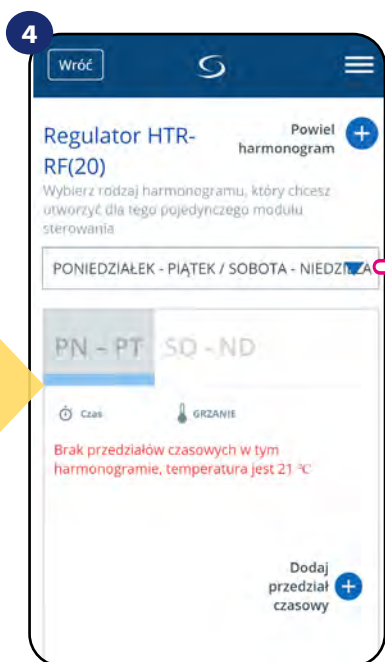 4
Wróć
Regulator HTR-
RF(20)
Powiel
harmonogram
Wybierz rodzaj harmonogramu, który chcesz
utworzyć dla tego pojedynczego modułu
sterowania
PONIEDZIAŁEK - PIĄTEK / SOBOTA - NIEDZIELA
PN - PT SO - ND
Czas GRZANIE
Brak przedziałów czasowych w tym
harmonogramie, temperatura jest 21 °C
Dodaj
przedział
czasowy